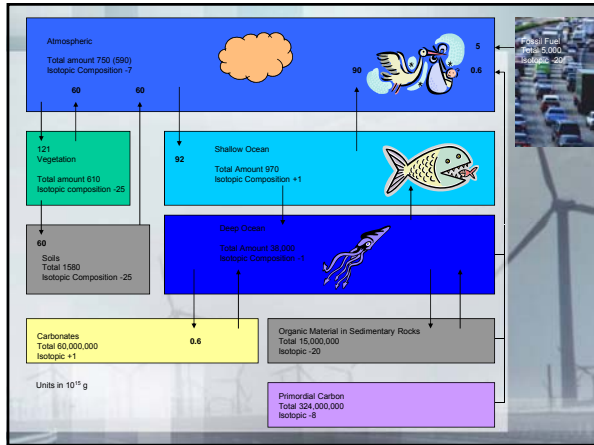 Atmospheric
Total amount 750 (590)
Isotopic Composition -7
5
0.6
Fossil Fuel
Total 5,000
Isotopic -20
60
60
90
121
Vegetation
Total amount 610
Isotopic composition -25
92
Shallow Ocean
Total Amount 970
Isotopic Composition +1
60
Soils
Total 1580
Isotopic Composition -25
Deep Ocean
Isotopic Composition -1
Carbonates
Total 60,000,000
Isotopic +1
0.6
Organic Material in Sedimentary Rocks
Total 15,000,000
Isotopic -20
Units in 10¹⁵ g
Primordial Carbon
Total 324,000,000
Isotopic -8